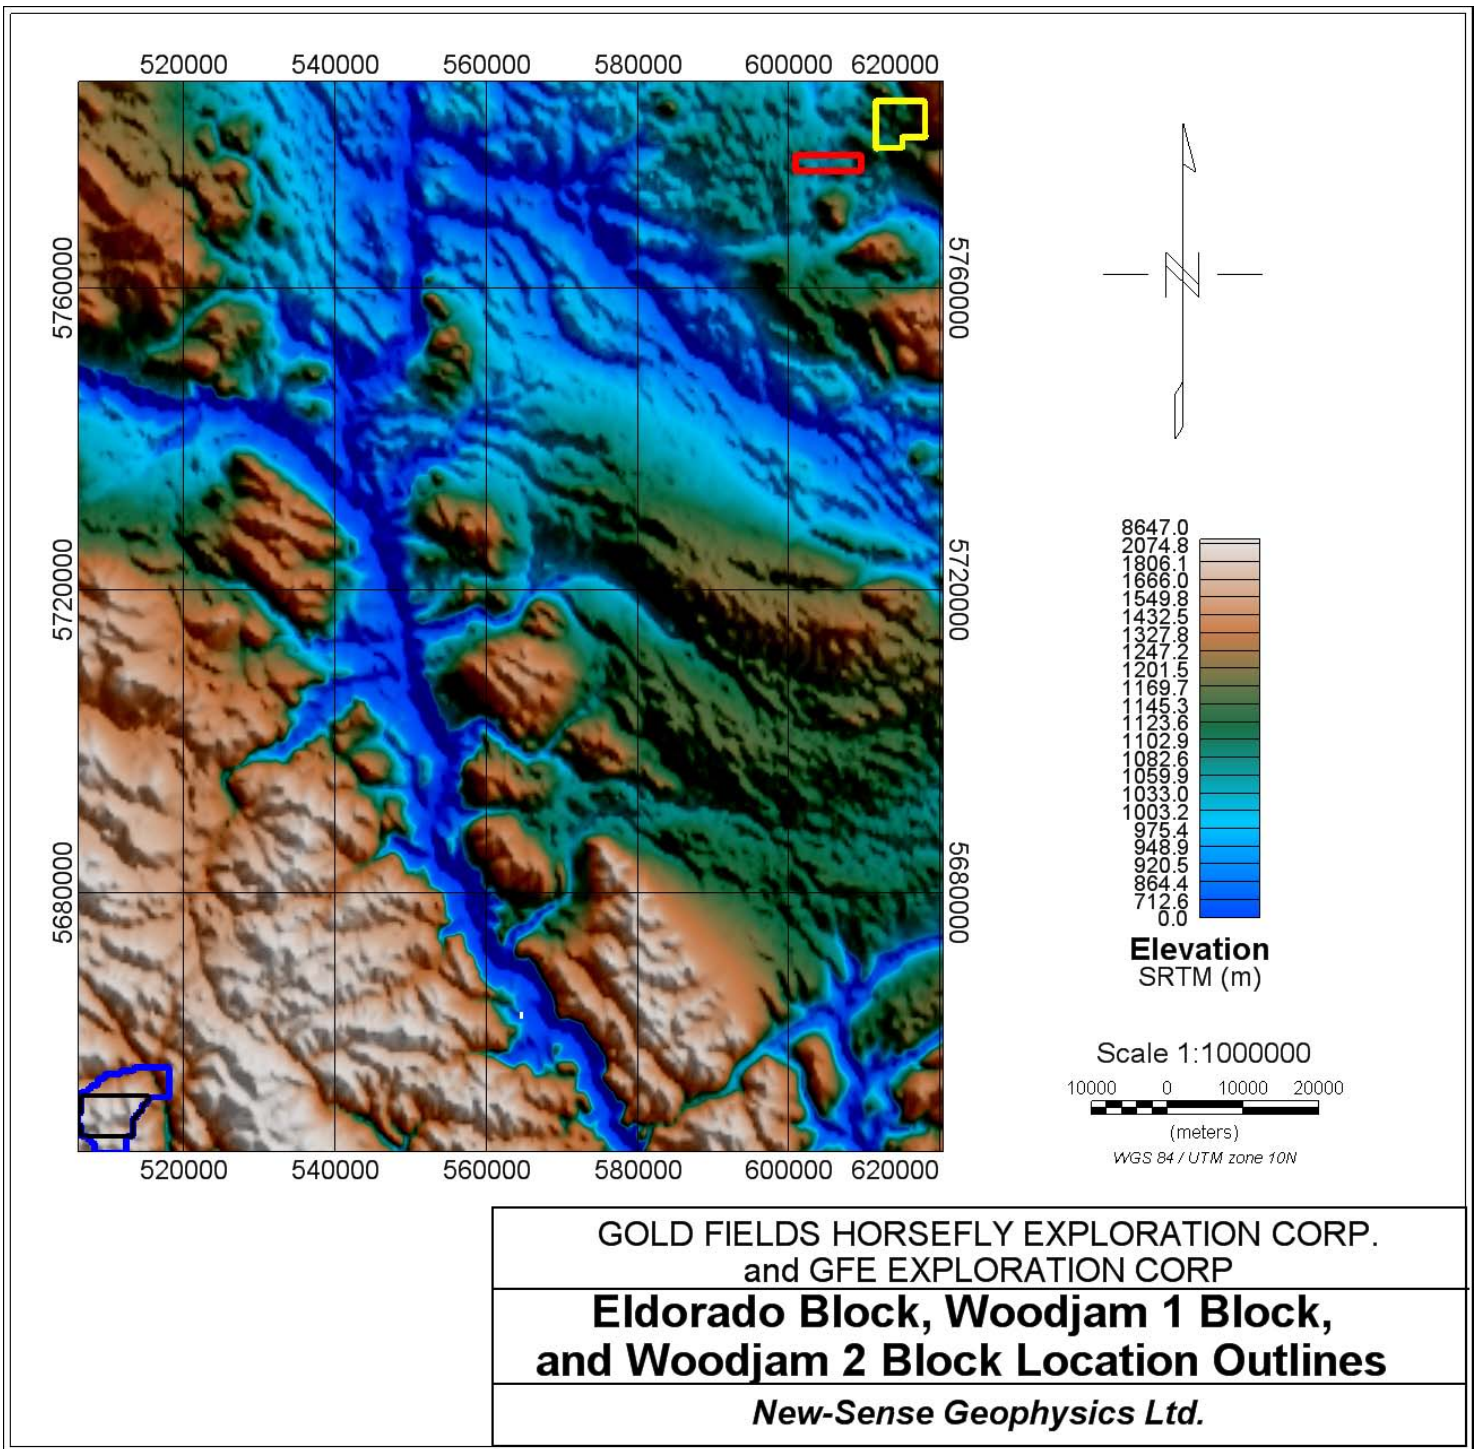 520000 540000 560000 580000 600000 620000
5760000 5760000
5720000 5720000
5680000 5680000
520000 540000 560000 580000 600000 620000
N
8647.0
2074.8
1806.1
1666.0
1549.8
1432.5
1327.8
1247.2
1201.5
1169.7
1145.3
1123.6
1102.9
1082.6
1059.9
1033.0
1003.2
975.4
948.9
920.5
864.4
712.6
0.0
Elevation
SRTM (m)
Scale 1:1000000
10000 0 10000 20000
(meters)
WGS 84 / UTM zone 10N
GOLD FIELDS HORSEFLY EXPLORATION CORP.
and GFE EXPLORATION CORP
Eldorado Block, Woodjam 1 Block,
and Woodjam 2 Block Location Outlines
New-Sense Geophysics Ltd.